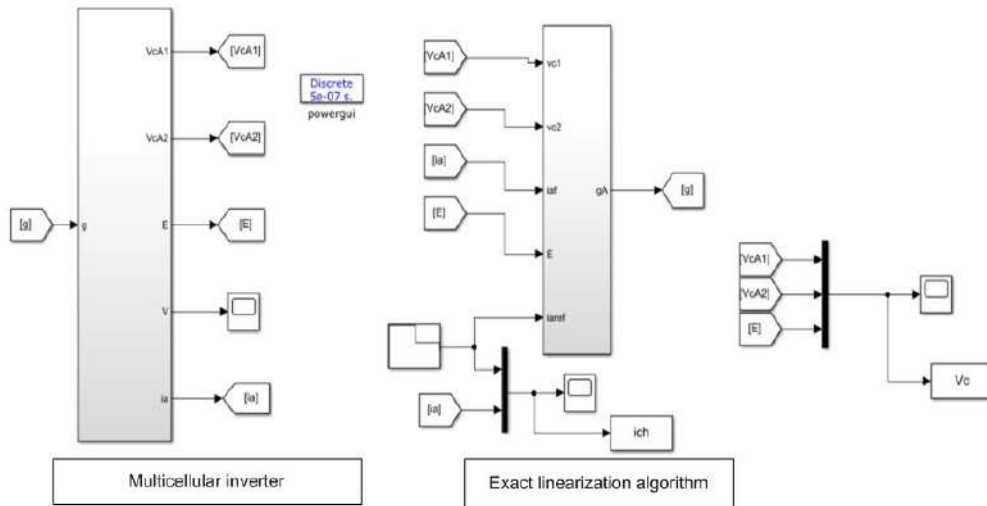 VcA1
[VcA1]
VcA2
[VcA2]
[g]
g
E
[E]
V
ia
[ia]
Discrete
5e-07 s.
powergui
[VcA1]
vc1
[VcA2]
vc2
[ia]
iaf
gA
[g]
[E]
E
iaref
[ia]
ich
[VcA1]
[VcA2]
[E]
Vc
Multicellular inverter
Exact linearization algorithm